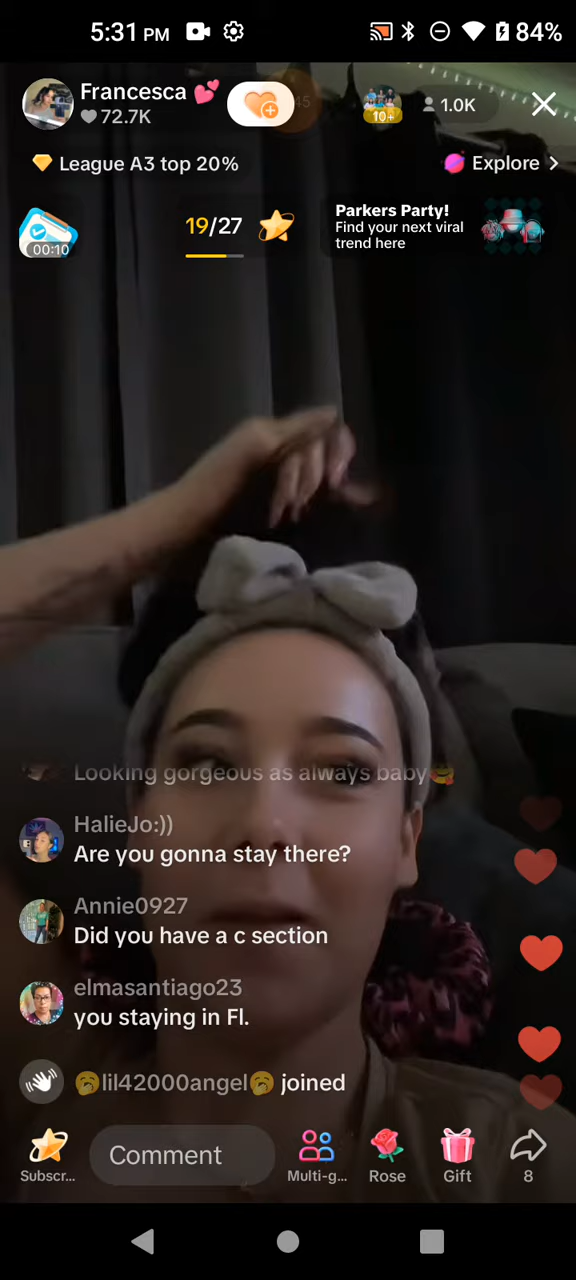 5:31 PM
84%
Francesca 💕
72.7K
1.0K
10+
League A3 top 20%
Explore >
00:10
19/27
Parkers Party!
Find your next viral
trend here
Looking gorgeous as always baby🥰
HalieJo:))
Are you gonna stay there?
Annie0927
Did you have a c section
elmasantiago23
you staying in Fl.
🥱lil42000angel🥱 joined
Comment
Subscr...
Multi-g...
Rose
Gift
8